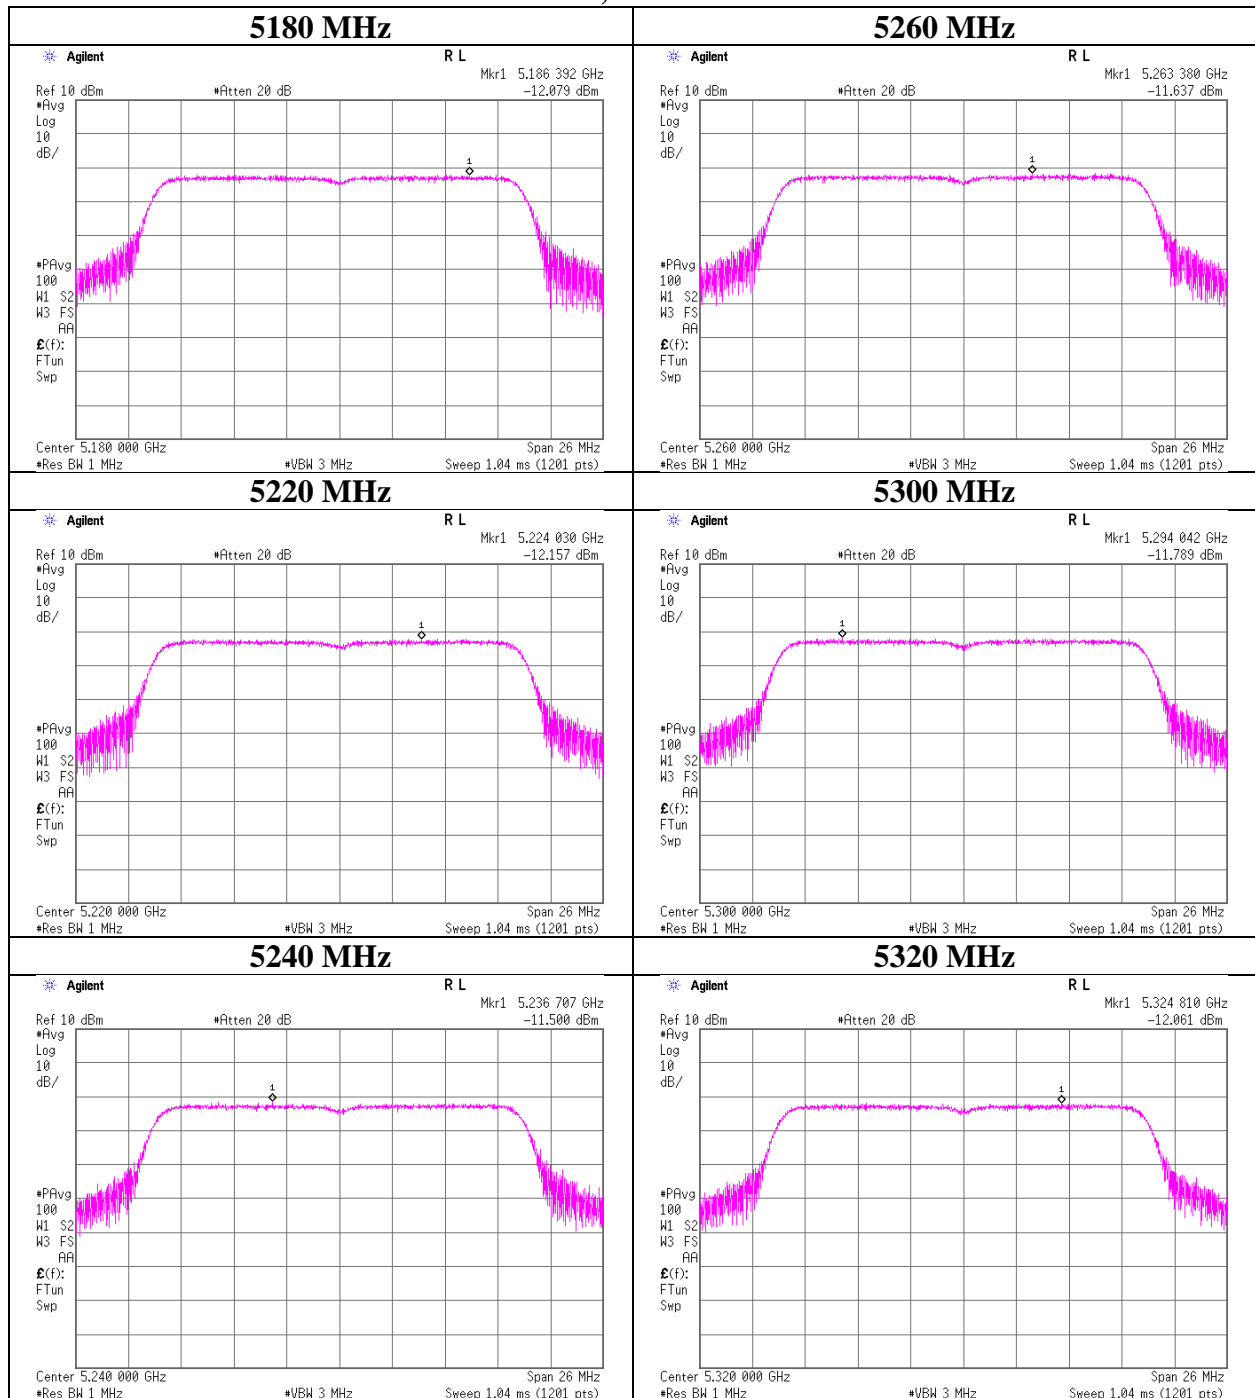 5180 MHz
Agilent R L
Mkr1 5.186 392 GHz
Ref 10 dBm #Atten 20 dB -12.079 dBm
#Avg
Log
10
dB/
1
#PAvg
100
W1 S2
W3 FS
AA
£(f):
FTun
Swp
Center 5.180 000 GHz Span 26 MHz
#Res BW 1 MHz #VBW 3 MHz Sweep 1.04 ms (1201 pts)
5260 MHz
Agilent R L
Mkr1 5.263 380 GHz
Ref 10 dBm #Atten 20 dB -11.637 dBm
#Avg
Log
10
dB/
1
#PAvg
100
W1 S2
W3 FS
AA
£(f):
FTun
Swp
Center 5.260 000 GHz Span 26 MHz
#Res BW 1 MHz #VBW 3 MHz Sweep 1.04 ms (1201 pts)
5220 MHz
Agilent R L
Mkr1 5.224 030 GHz
Ref 10 dBm #Atten 20 dB -12.157 dBm
#Avg
Log
10
dB/
1
#PAvg
100
W1 S2
W3 FS
AA
£(f):
FTun
Swp
Center 5.220 000 GHz Span 26 MHz
#Res BW 1 MHz #VBW 3 MHz Sweep 1.04 ms (1201 pts)
5300 MHz
Agilent R L
Mkr1 5.294 042 GHz
Ref 10 dBm #Atten 20 dB -11.789 dBm
#Avg
Log
10
dB/
1
#PAvg
100
W1 S2
W3 FS
AA
£(f):
FTun
Swp
Center 5.300 000 GHz Span 26 MHz
#Res BW 1 MHz #VBW 3 MHz Sweep 1.04 ms (1201 pts)
5240 MHz
Agilent R L
Mkr1 5.236 707 GHz
Ref 10 dBm #Atten 20 dB -11.500 dBm
#Avg
Log
10
dB/
1
#PAvg
100
W1 S2
W3 FS
AA
£(f):
FTun
Swp
Center 5.240 000 GHz Span 26 MHz
#Res BW 1 MHz #VBW 3 MHz Sweep 1.04 ms (1201 pts)
5320 MHz
Agilent R L
Mkr1 5.324 810 GHz
Ref 10 dBm #Atten 20 dB -12.061 dBm
#Avg
Log
10
dB/
1
#PAvg
100
W1 S2
W3 FS
AA
£(f):
FTun
Swp
Center 5.320 000 GHz Span 26 MHz
#Res BW 1 MHz #VBW 3 MHz Sweep 1.04 ms (1201 pts)